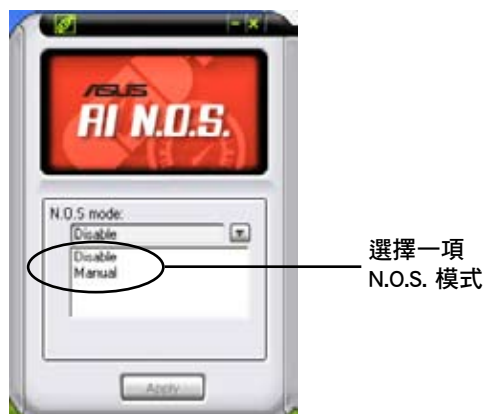 ASUS
AI N.O.S.
N.O.S mode:
Disable
Disable
Manual
選擇一項
N.O.S. 模式
Apply